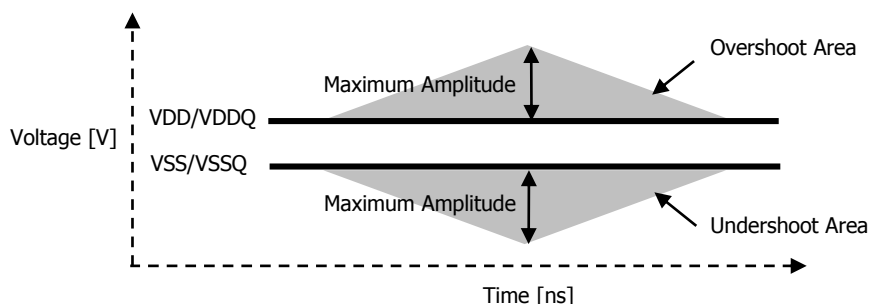 Overshoot Area
Maximum Amplitude
VDD/VDDQ
Voltage [V]
VSS/VSSQ
Maximum Amplitude
Undershoot Area
Time [ns]